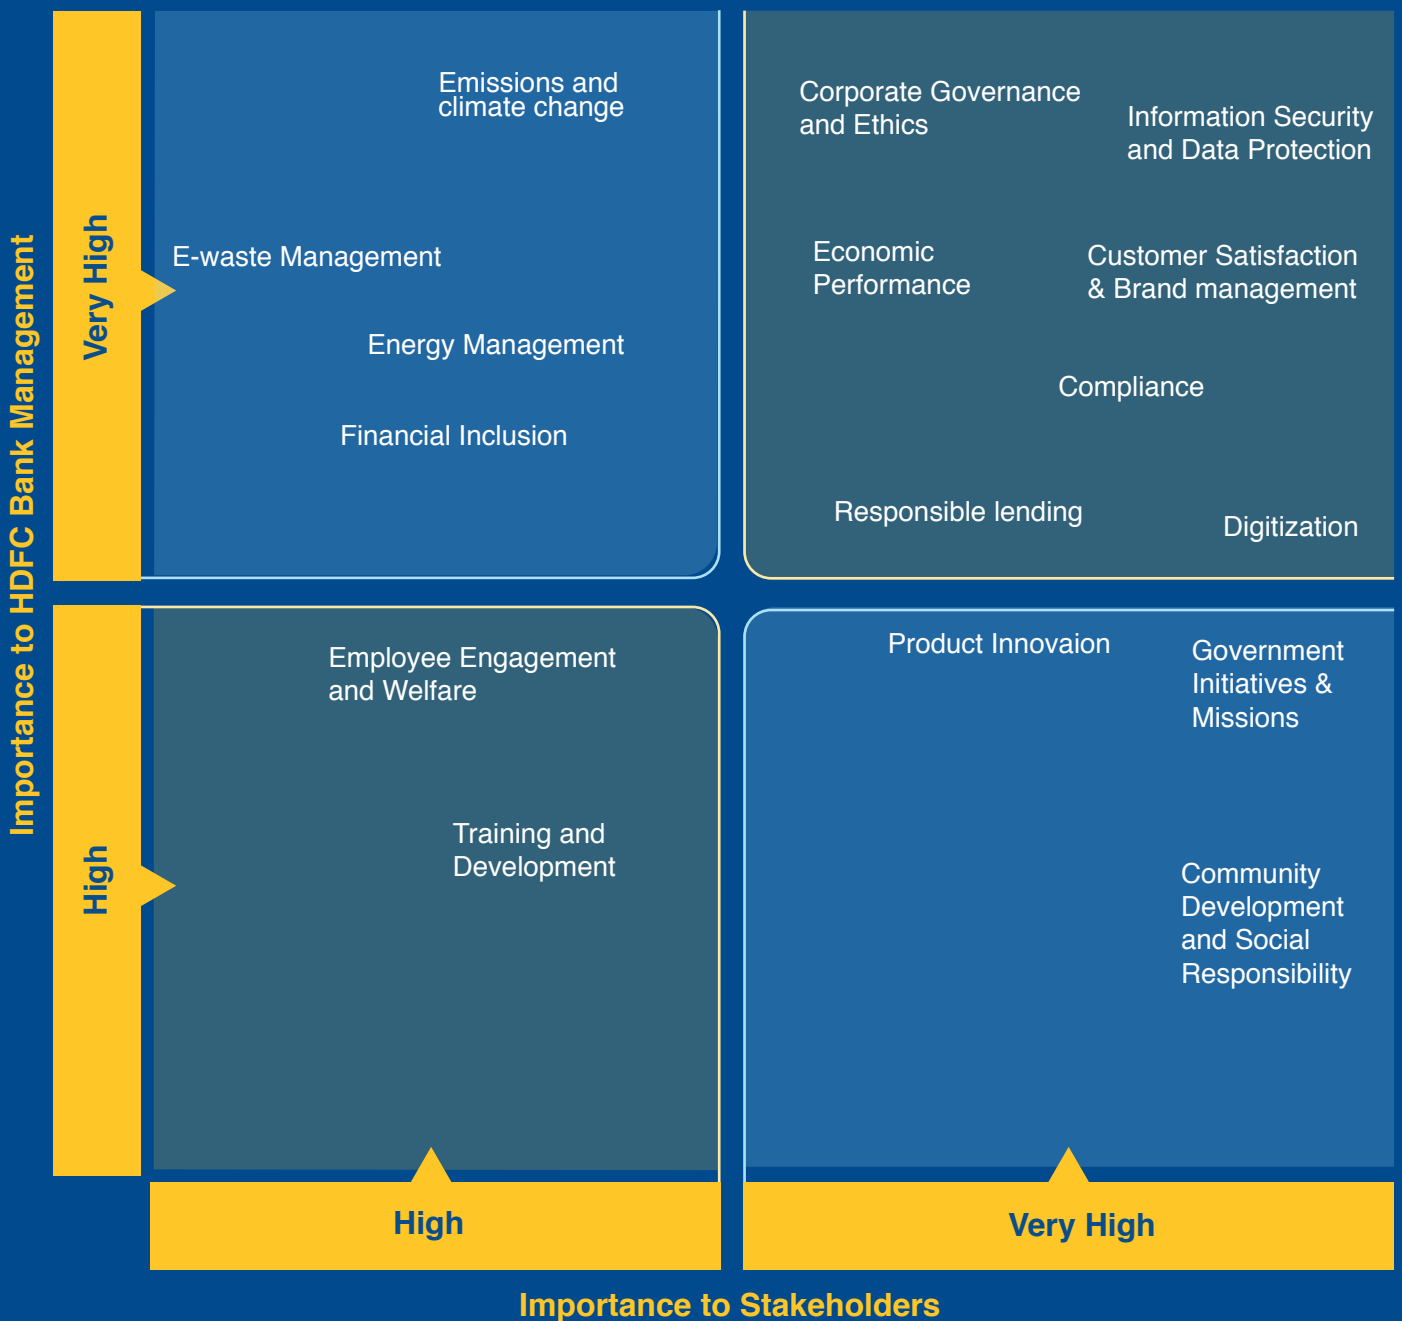 Importance to HDFC Bank Management
Very High
Emissions and
climate change
E-waste Management
Energy Management
Financial Inclusion
Corporate Governance
and Ethics
Information Security
and Data Protection
Economic
Performance
Customer Satisfaction
& Brand management
Compliance
Responsible lending
Digitization
High
Employee Engagement
and Welfare
Training and
Development
Product Innovaion
Government
Initiatives &
Missions
Community
Development
and Social
Responsibility
High
Very High
Importance to Stakeholders